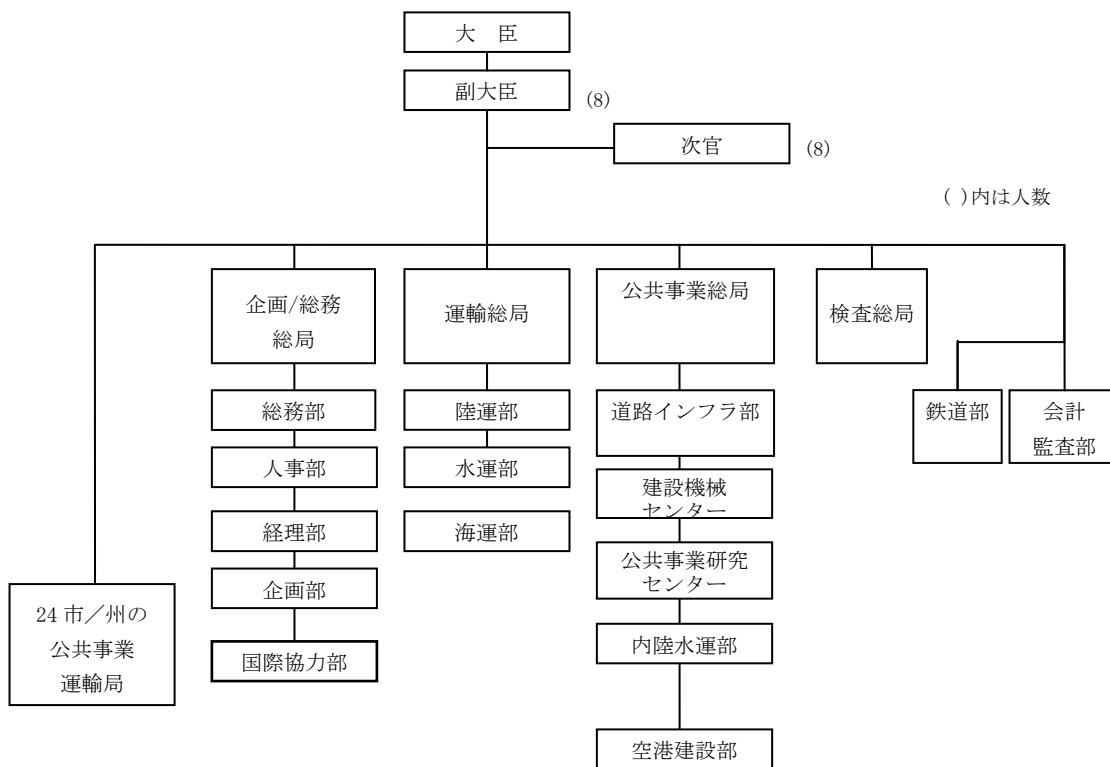 大 臣
副大臣
(8)
次官
(8)
( )内は人数
企画/総務
総局
運輸総局
公共事業総局
検査総局
総務部
陸運部
道路インフラ部
鉄道部
会計
監査部
人事部
水運部
建設機械
センター
経理部
海運部
公共事業研究
センター
企画部
24 市／州の
公共事業
運輸局
国際協力部
内陸水運部
空港建設部